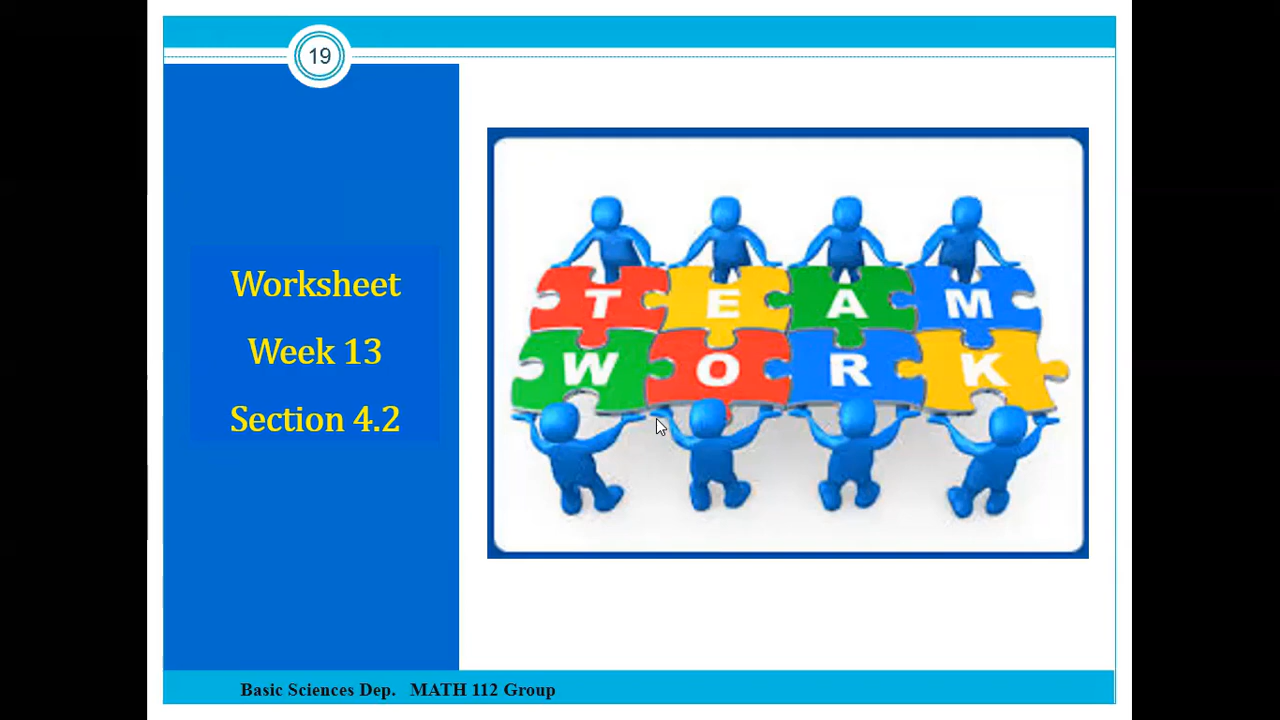 19
Worksheet
Week 13
Section 4.2
TEAM
WORK
Basic Sciences Dep. MATH 112 Group